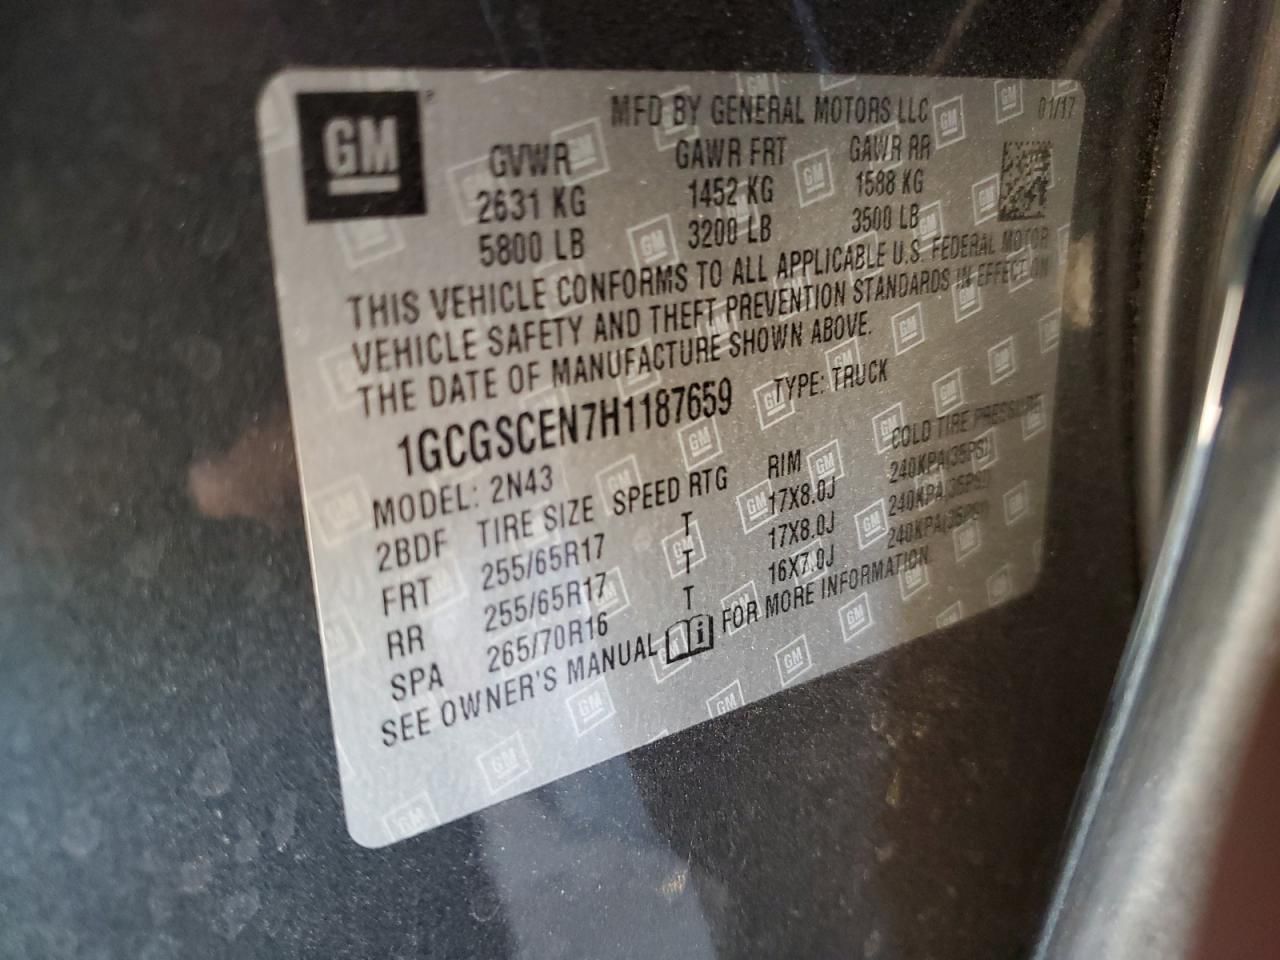 GM
MFD BY GENERAL MOTORS LLC 01/17
GVWR GAWR FRT GAWR RR
2631 KG 1452 KG 1588 KG
5800 LB 3200 LB 3500 LB
THIS VEHICLE CONFORMS TO ALL APPLICABLE U.S. FEDERAL MOTOR
VEHICLE SAFETY AND THEFT PREVENTION STANDARDS IN EFFECT ON
THE DATE OF MANUFACTURE SHOWN ABOVE.
1GCGSCEN7H1187659 TYPE: TRUCK
MODEL: 2N43
2BDF TIRE SIZE SPEED RTG RIM COLD TIRE PRESSURE
FRT 255/65R17 T 17X8.0J 240KPA(35PSI)
RR 255/65R17 T 17X8.0J 240KPA(35PSI)
SPA 265/70R16 T 16X7.0J 240KPA(35PSI)
SEE OWNER'S MANUAL FOR MORE INFORMATION.